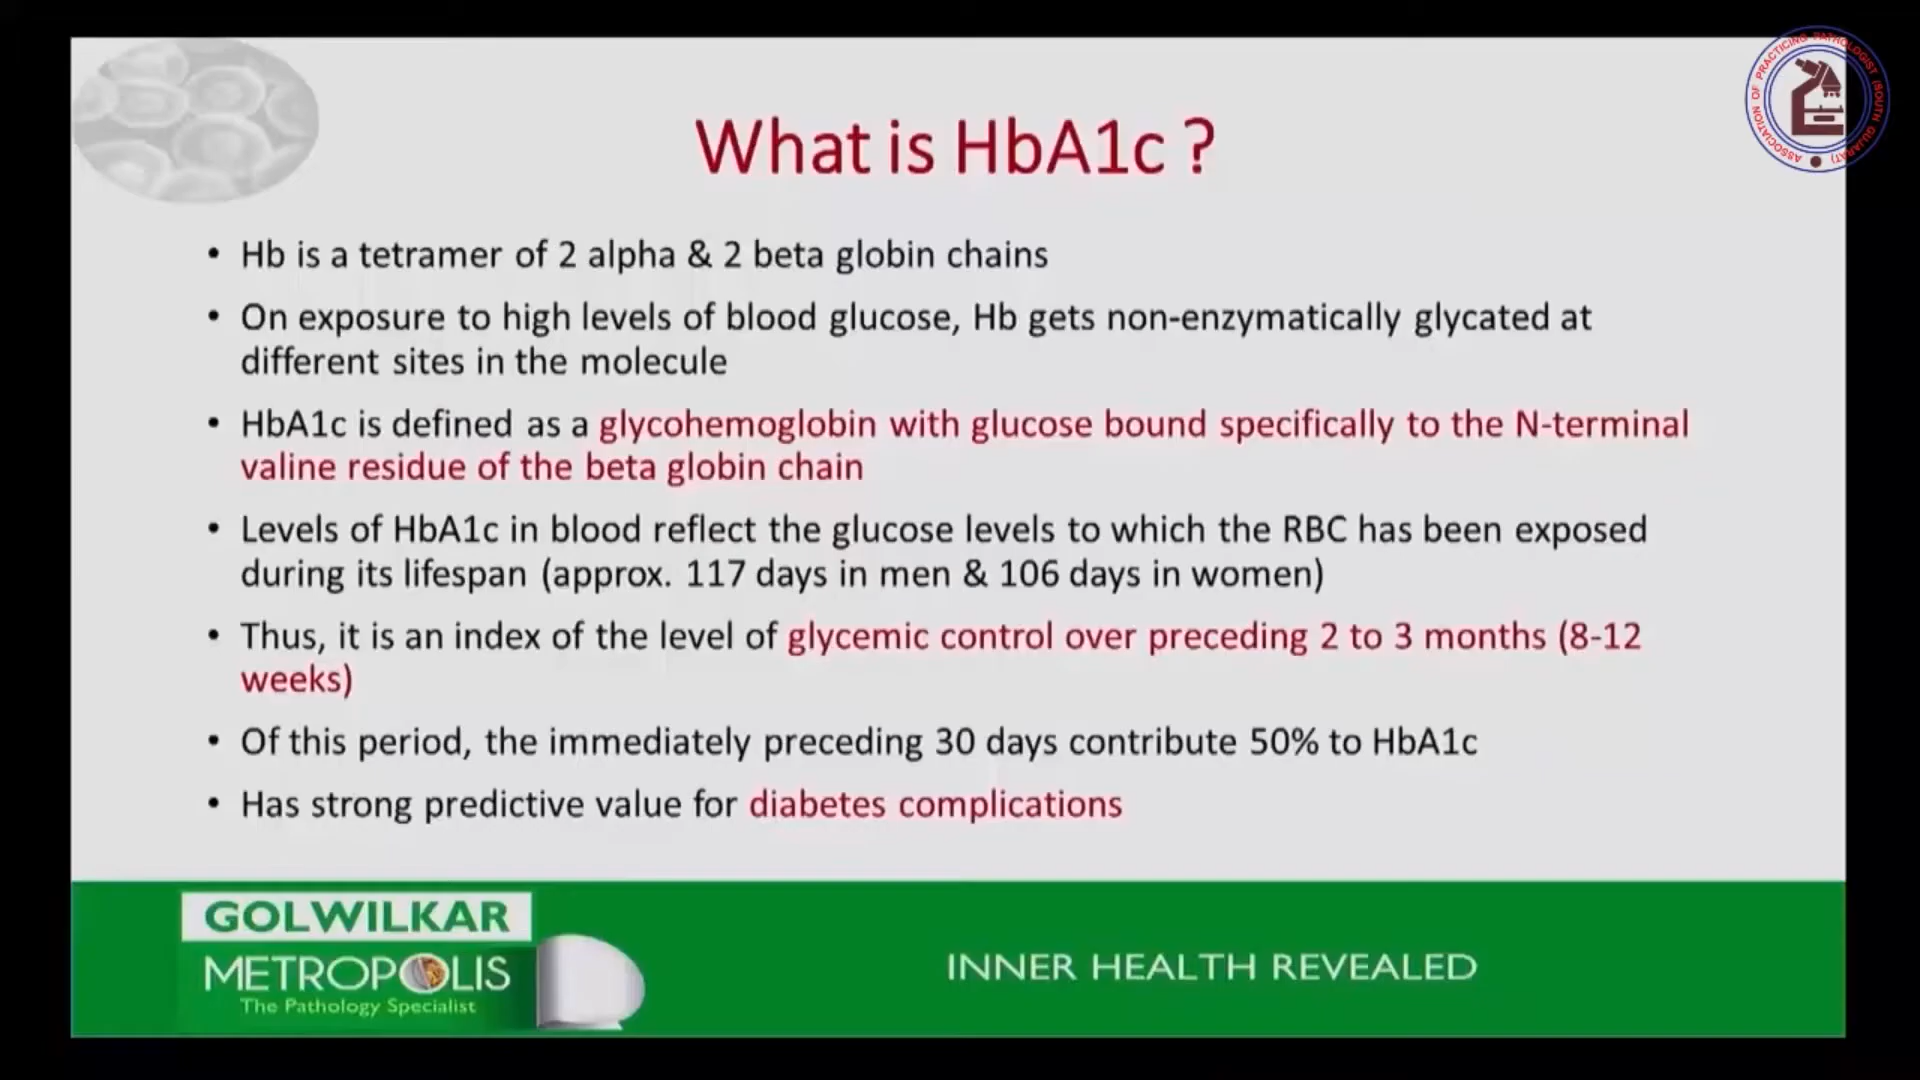 What is HbA1c ?
• Hb is a tetramer of 2 alpha & 2 beta globin chains
• On exposure to high levels of blood glucose, Hb gets non-enzymatically glycated at
different sites in the molecule
• HbA1c is defined as a glycohemoglobin with glucose bound specifically to the N-terminal
valine residue of the beta globin chain
• Levels of HbA1c in blood reflect the glucose levels to which the RBC has been exposed
during its lifespan (approx. 117 days in men & 106 days in women)
• Thus, it is an index of the level of glycemic control over preceding 2 to 3 months (8-12
weeks)
• Of this period, the immediately preceding 30 days contribute 50% to HbA1c
• Has strong predictive value for diabetes complications
GOLWILKAR
METROPOLIS
The Pathology Specialist
INNER HEALTH REVEALED
ASSOCIATION OF PRACTICING PATHOLOGIST (SOUTH GUJARAT)